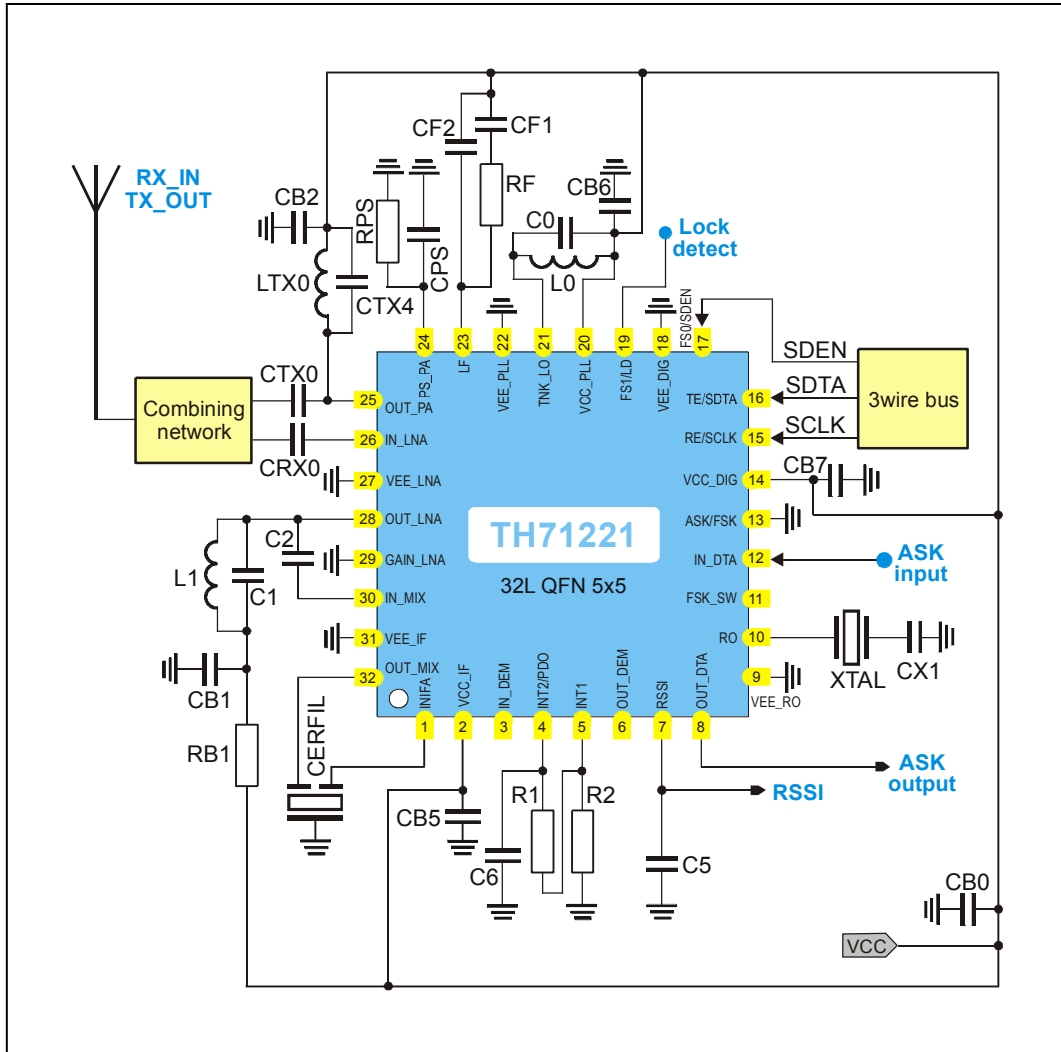 CF2
CF1
RX_IN
TX_OUT
CB2
RPS
RF
CB6
C0
Lock
detect
LTX0
CTX4
CPS
L0
FS0/SDEN
SDEN
24
23
22
21
20
19
18
17
PS_PA
LF
VEE_PLL
TNK_LO
VCC_PLL
FS1/LD
VEE_DIG
SDTA
3wire bus
SCLK
CTX0
Combining
network
CRX0
25
OUT_PA
26
IN_LNA
27
VEE_LNA
28
OUT_LNA
29
GAIN_LNA
30
IN_MIX
31
VEE_IF
32
OUT_MIX
TE/SDTA
16
RE/SCLK
15
VCC_DIG
14
CB7
ASK/FSK
13
IN_DTA
12
ASK
input
FSK_SW
11
RO
10
9
VEE_RO
XTAL
CX1
TH71221
32L QFN 5x5
C2
L1
C1
CB1
RB1
CERFIL
INIFA
VCC_IF
IN_DEM
INT2/PDO
INT1
OUT_DEM
RSSI
OUT_DTA
1
2
3
4
5
6
7
8
ASK
output
RSSI
R1
R2
CB5
C6
C5
CB0
VCC